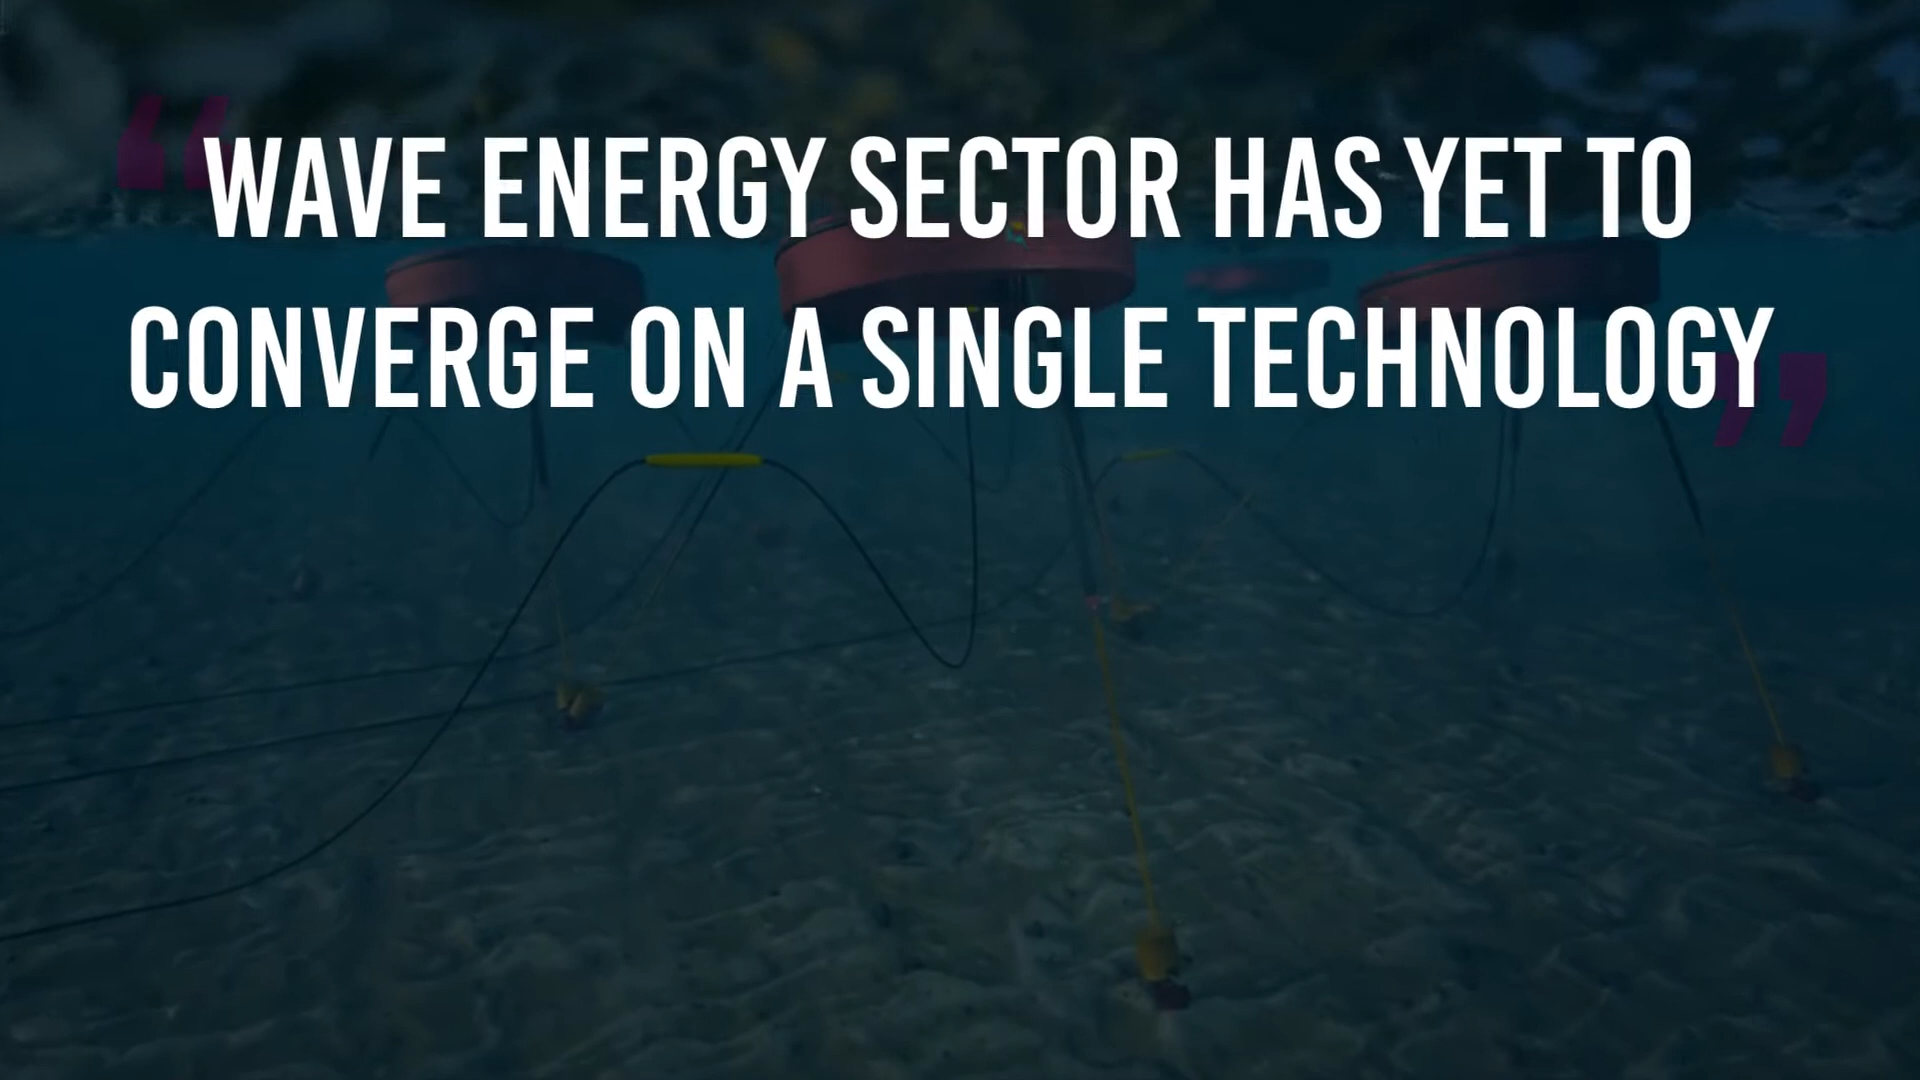 “WAVE ENERGY SECTOR HAS YET TO
CONVERGE ON A SINGLE TECHNOLOGY”